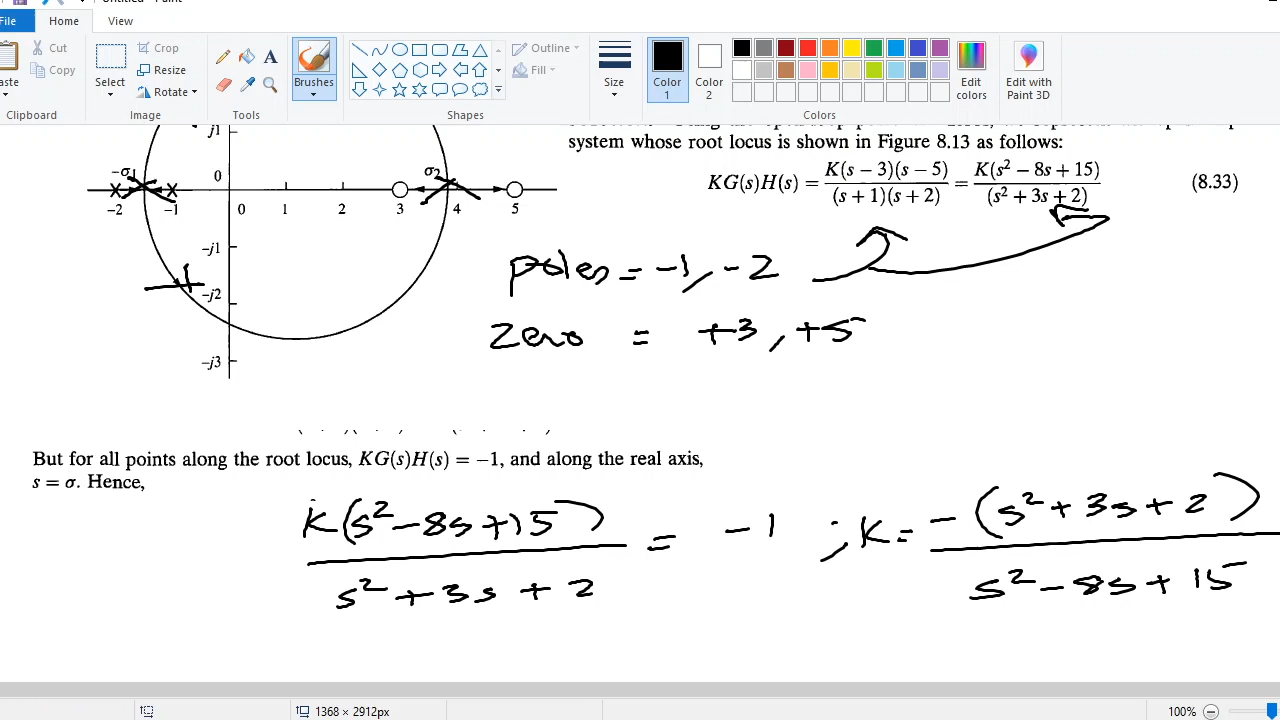 File Home View
Cut
Copy
Clipboard
Select
Crop
Resize
Rotate
Image
Tools
Brushes
Outline
Fill
Shapes
Size
Color 1
Color 2
Edit colors
Edit with Paint 3D
Colors
j1
-σ1
0
σ2
-2 -1 0 1 2 3 4 5
-j1
-j2
-j3
system whose root locus is shown in Figure 8.13 as follows:
KG(s)H(s) = K(s − 3)(s − 5) / (s + 1)(s + 2) = K(s² − 8s + 15) / (s² + 3s + 2) (8.33)
poles = -1, -2
zero = +3, +5
But for all points along the root locus, KG(s)H(s) = −1, and along the real axis,
s = σ. Hence,
K(s² - 8s + 15) / s² + 3s + 2 = -1 ; K = -(s² + 3s + 2) / s² - 8s + 15
1368 × 2912px 100%